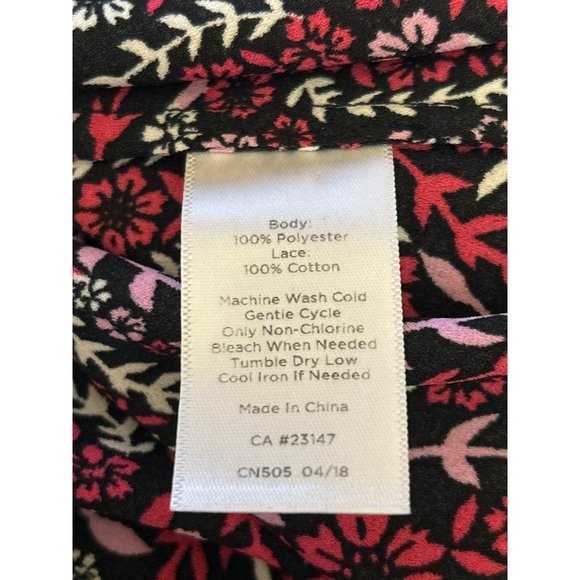 Body:
100% Polyester
Lace:
100% Cotton
Machine Wash Cold
Gentle Cycle
Only Non-Chlorine
Bleach When Needed
Tumble Dry Low
Cool Iron If Needed
Made In China
CA #23147
CN505 04/18